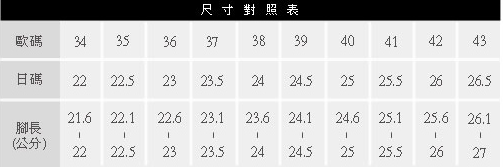 尺寸對照表
歐碼 34 35 36 37 38 39 40 41 42 43
日碼 22 22.5 23 23.5 24 24.5 25 25.5 26 26.5
腳長 21.6 22.1 22.6 23.1 23.6 24.1 24.6 25.1 25.6 26.1
(公分) - - - - - - - - - -
22 22.5 23 23.5 24 24.5 25 25.5 26 27